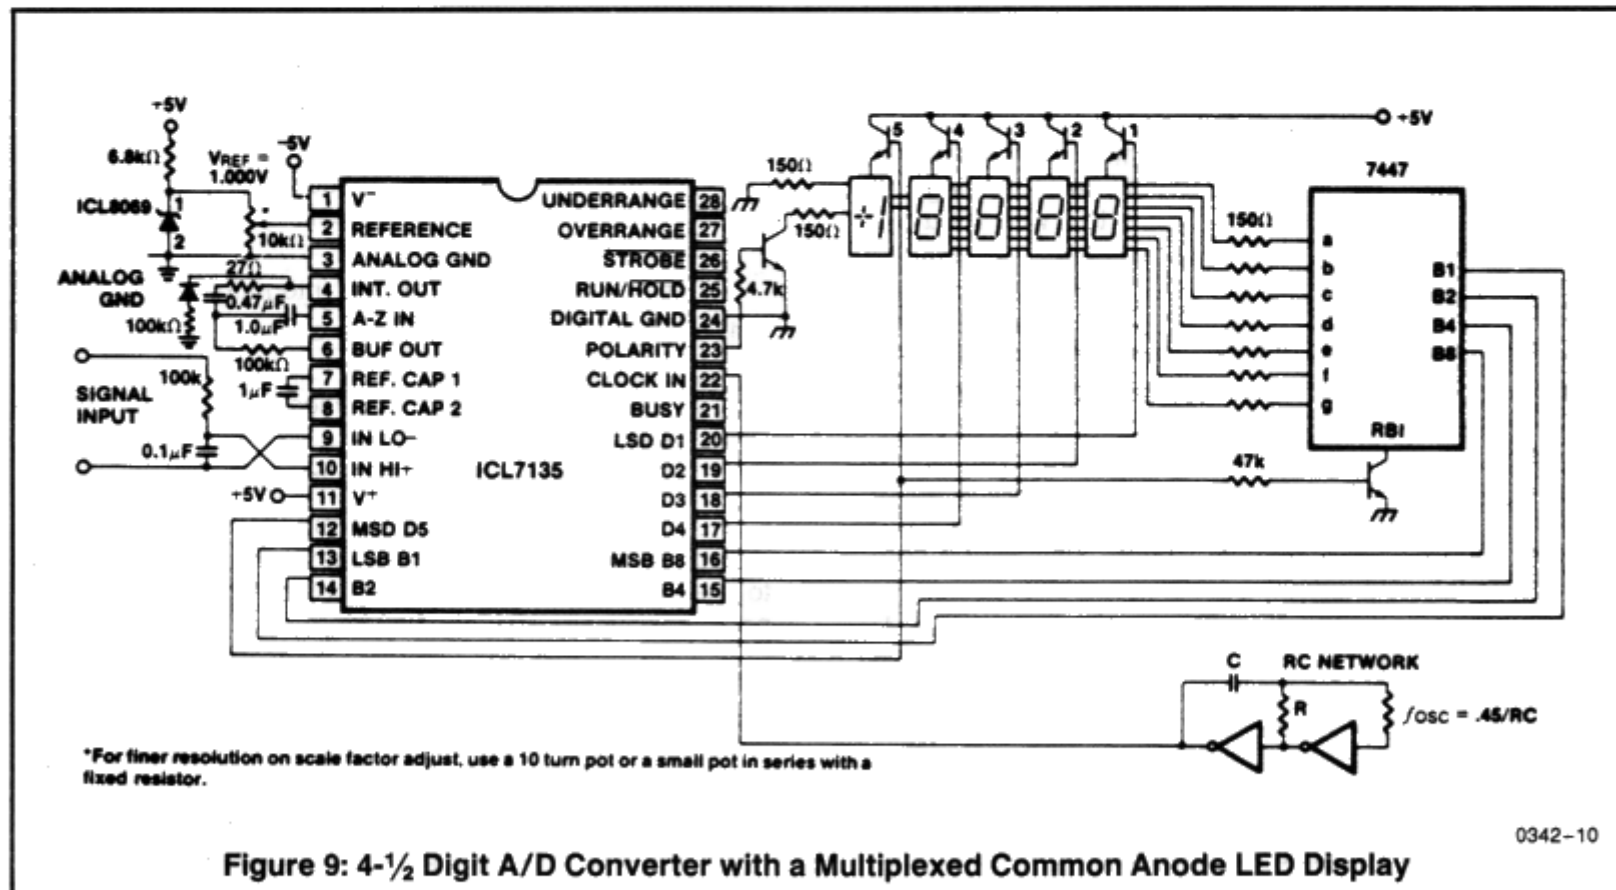 +5V
6.8kΩ
VREF =
1.000V
-5V
ICL8069
1
2
*
10kΩ
ANALOG
GND
27Ω
0.47µF
100kΩ
1.0µF
100kΩ
SIGNAL
INPUT
100k
1µF
0.1µF
+5V
1 V⁻
2 REFERENCE
3 ANALOG GND
4 INT. OUT
5 A-Z IN
6 BUF OUT
7 REF. CAP 1
8 REF. CAP 2
9 IN LO-
10 IN HI+
11 V⁺
12 MSD D5
13 LSB B1
14 B2
ICL7135
UNDERRANGE 28
OVERRANGE 27
STROBE 26
RUN/HOLD 25
DIGITAL GND 24
POLARITY 23
CLOCK IN 22
BUSY 21
LSD D1 20
D2 19
D3 18
D4 17
MSB B8 16
B4 15
150Ω
150Ω
4.7k
5 4 3 2 1
+1 8 8 8 8
+5V
7447
150Ω
a
b
c
d
e
f
g
B1
B2
B4
B8
RBI
47k
C
RC NETWORK
R
fOSC = .45/RC
*For finer resolution on scale factor adjust, use a 10 turn pot or a small pot in series with a
fixed resistor.
0342-10
Figure 9: 4-½ Digit A/D Converter with a Multiplexed Common Anode LED Display